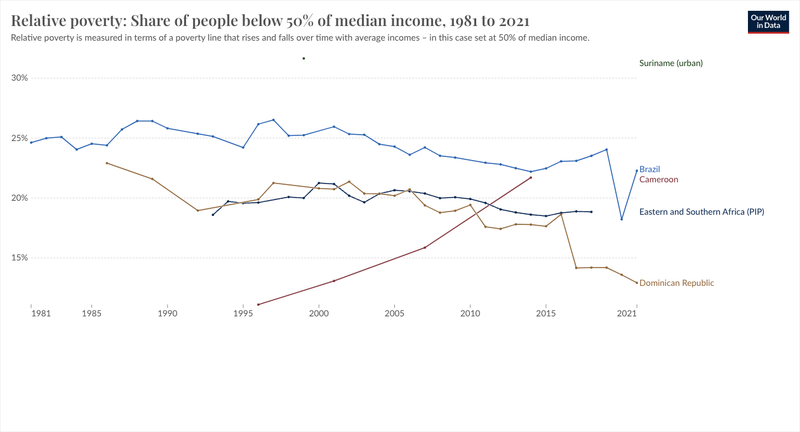 Relative poverty: Share of people below 50% of median income, 1981 to 2021
Relative poverty is measured in terms of a poverty line that rises and falls over time with average incomes – in this case set at 50% of median income.
Our World
in Data
Suriname (urban)
30%
25%
20%
15%
Brazil
Cameroon
Eastern and Southern Africa (PIP)
Dominican Republic
1981 1985 1990 1995 2000 2005 2010 2015 2021